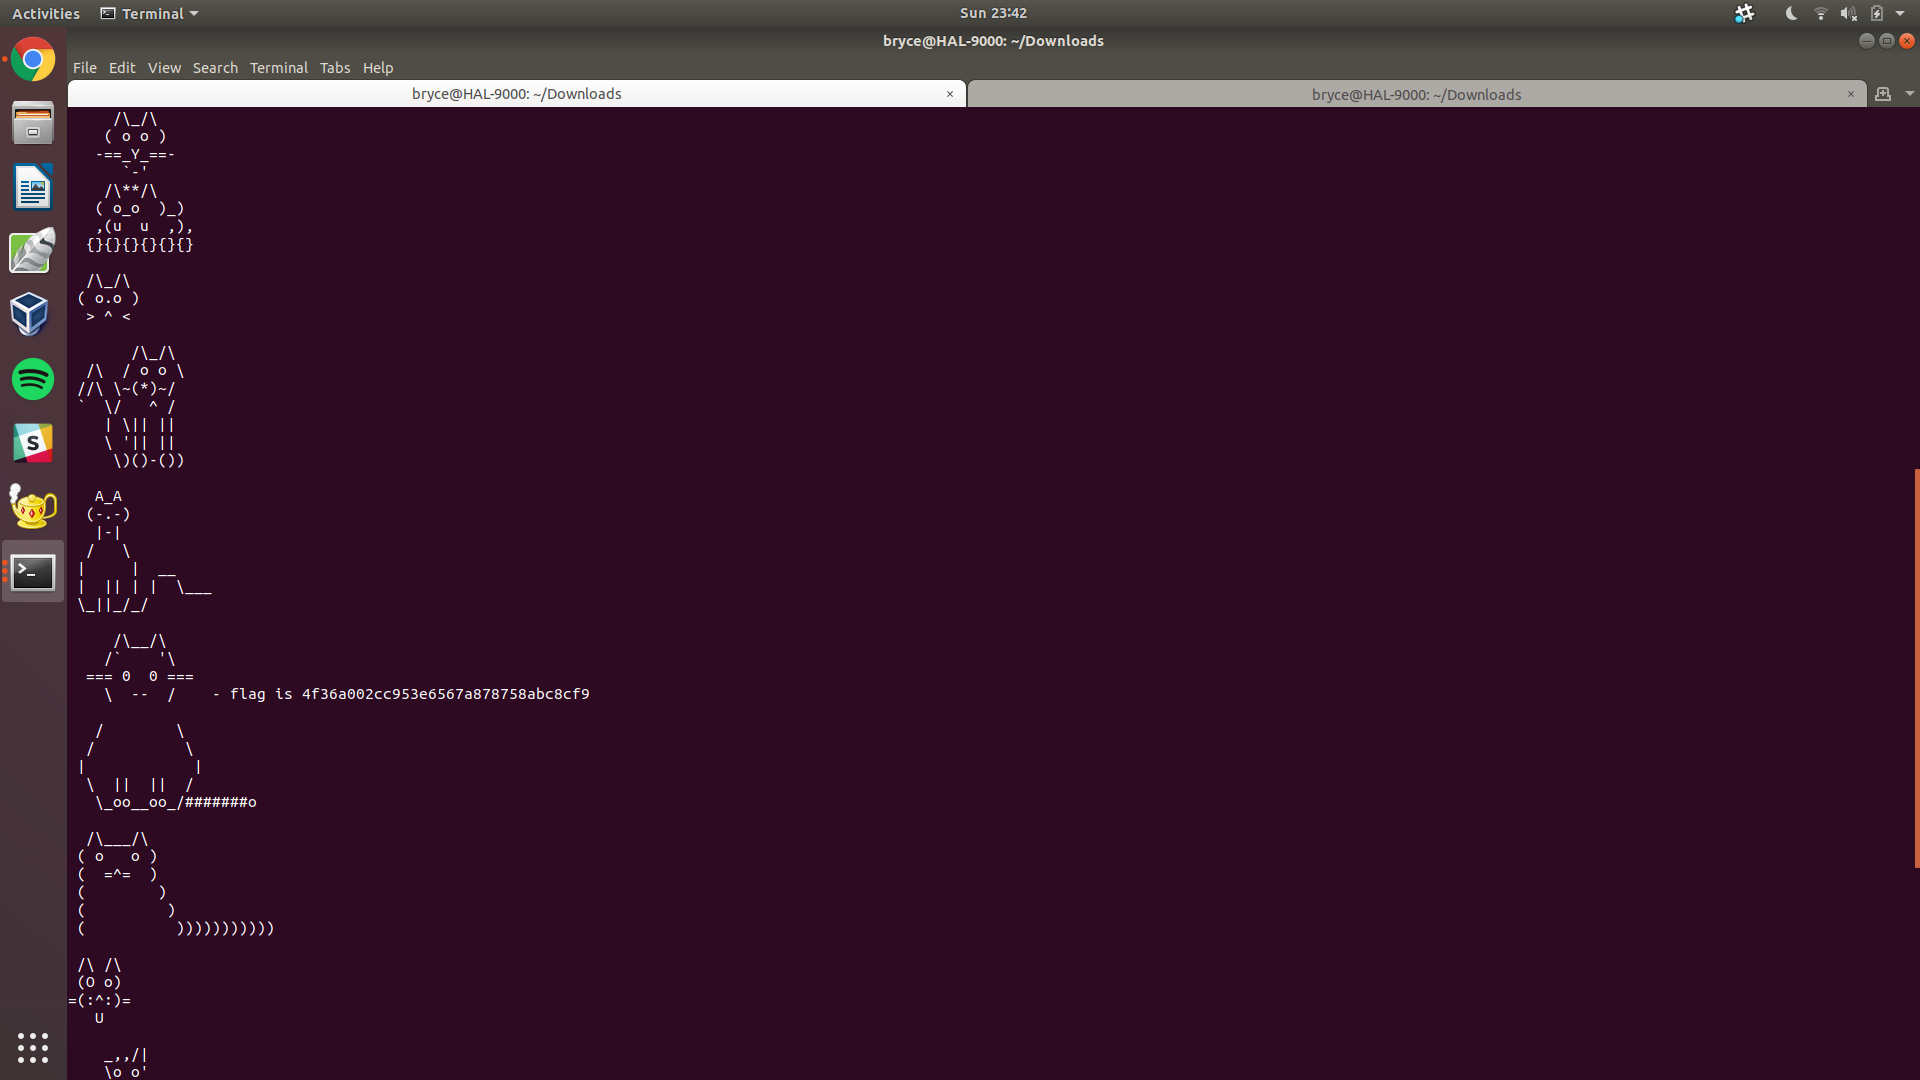 Activities Terminal Sun 23:42
bryce@HAL-9000: ~/Downloads
File Edit View Search Terminal Tabs Help
bryce@HAL-9000: ~/Downloads × bryce@HAL-9000: ~/Downloads ×
     /\_/\
    ( o o )
   -==_Y_==-
      `-'
    /\**/\
   ( o_o  )_)
   ,(u  u  ,),
  {}{}{}{}{}{}
  /\_/\
 ( o.o )
  > ^ <
       /\_/\
  /\  / o o \
 //\\ \~(*)~/
 `  \/   ^ /
    | \|| ||
    \ '|| ||
     \)()-())
   A_A
  (-.-)
   |-|
  /   \
 |     |  __
 |  || | |  \___
 \_||_/_/
     /\__/\
    /`    '\
  === 0  0 ===
    \  --  /    - flag is 4f36a002cc953e6567a878758abc8cf9
   /        \
  /          \
 |            |
  \  ||  ||  /
   \_oo__oo_/#######o
  /\___/\
 ( o   o )
 (  =^=  )
 (        )
 (         )
 (          )))))))))))
 /\ /\
 (O o)
=(:^:)=
   U
    _,,/|
    \o o'
S